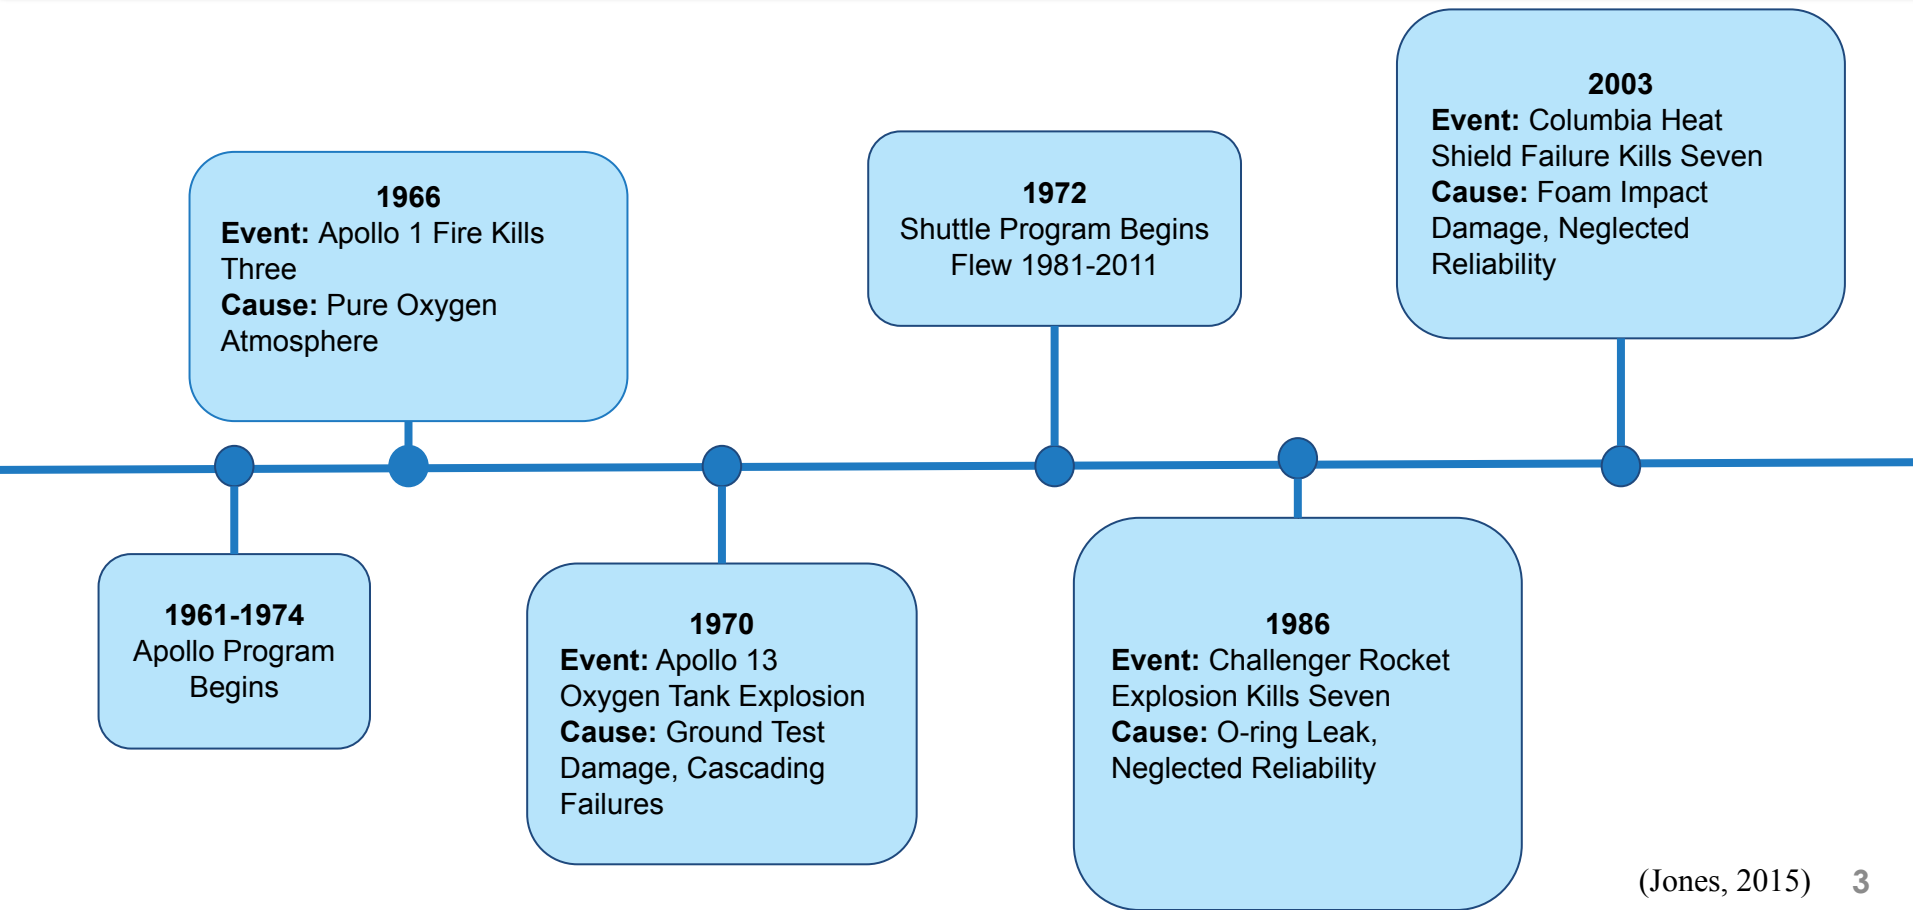 1966
Event: Apollo 1 Fire Kills
Three
Cause: Pure Oxygen
Atmosphere
1972
Shuttle Program Begins
Flew 1981-2011
2003
Event: Columbia Heat
Shield Failure Kills Seven
Cause: Foam Impact
Damage, Neglected
Reliability
1961-1974
Apollo Program
Begins
1970
Event: Apollo 13
Oxygen Tank Explosion
Cause: Ground Test
Damage, Cascading
Failures
1986
Event: Challenger Rocket
Explosion Kills Seven
Cause: O-ring Leak,
Neglected Reliability
(Jones, 2015) 3